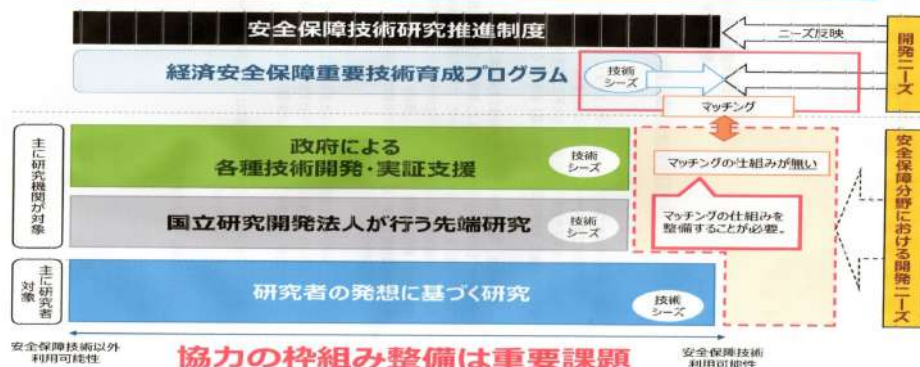 安全保障技術研究推進制度
ニーズ反映
経済安全保障重要技術育成プログラム
技術
シーズ
マッチング
開発ニーズ
主に研究機関が対象
政府による
各種技術開発・実証支援
技術
シーズ
マッチングの仕組みが無い
国立研究開発法人が行う先端研究
技術
シーズ
マッチングの仕組みを
整備することが必要。
安全保障分野における開発ニーズ
主に研究者
対象
研究者の発想に基づく研究
技術
シーズ
安全保障技術以外
利用可能性
協力の枠組み整備は重要課題
安全保障技術
利用可能性